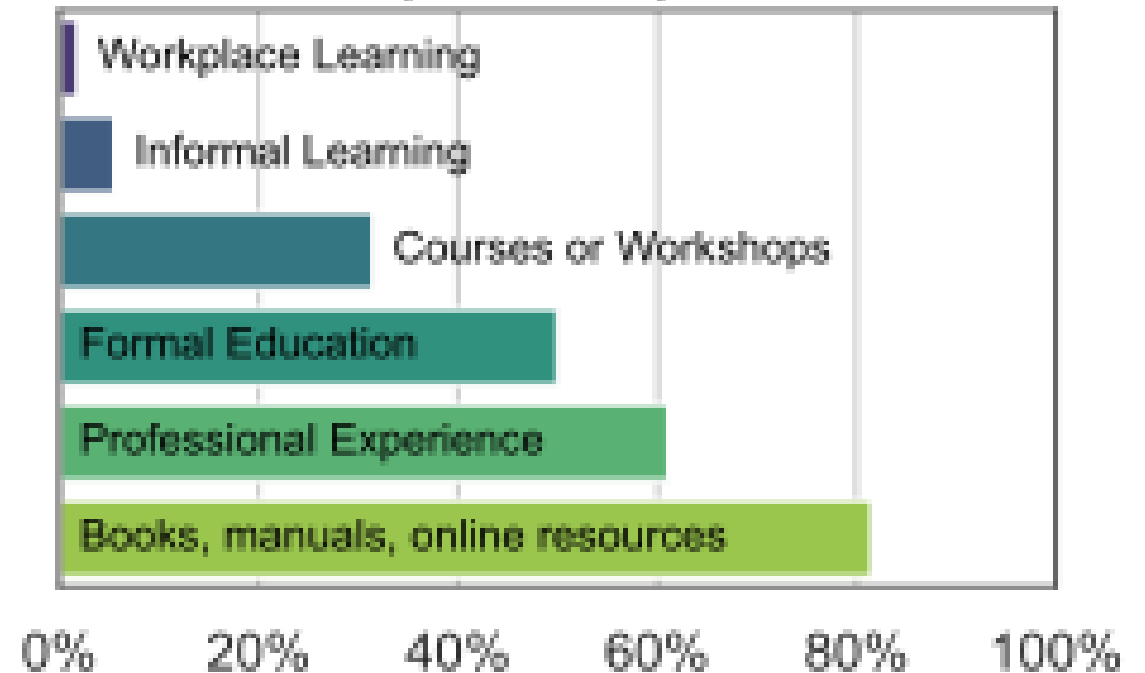 Workplace Learning
Informal Learning
Courses or Workshops
Formal Education
Professional Experience
Books, manuals, online resources
0% 20% 40% 60% 80% 100%